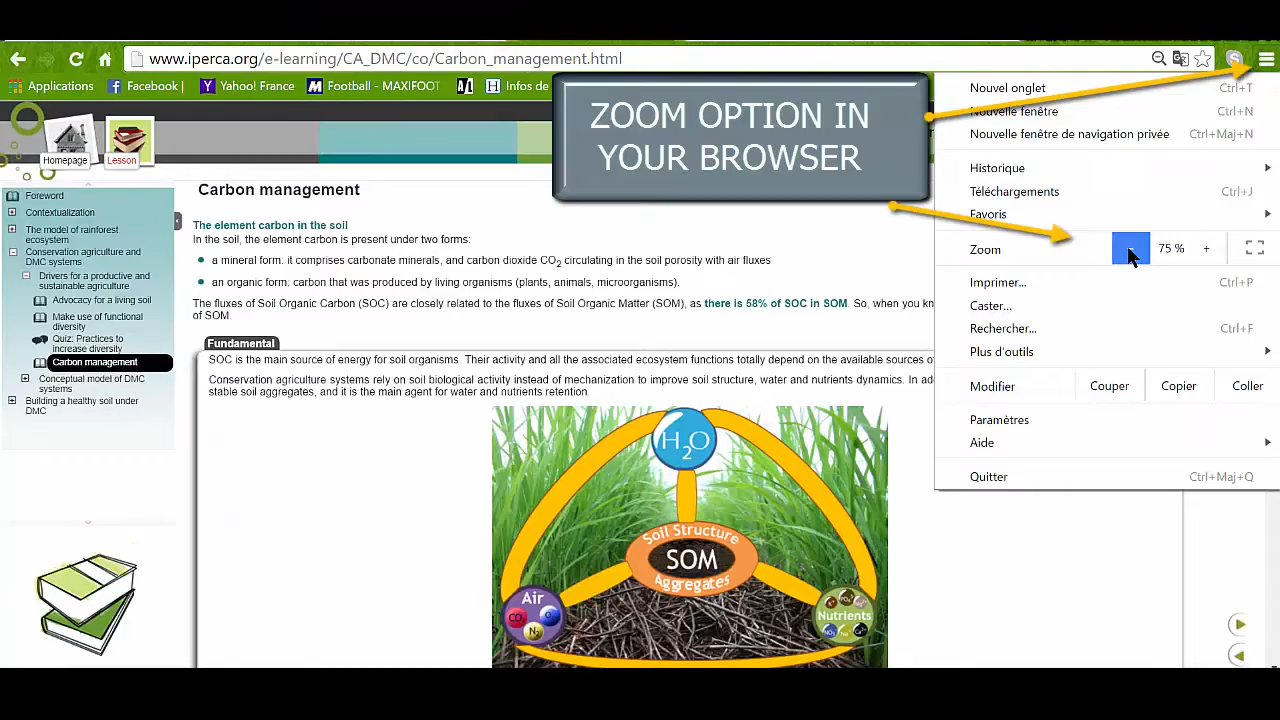 www.iperca.org/e-learning/CA_DMC/co/Carbon_management.html
Applications Facebook | Yahoo! France Football - MAXIFOOT Infos de
ZOOM OPTION IN
YOUR BROWSER
Nouvel onglet Ctrl+T
Nouvelle fenêtre Ctrl+N
Nouvelle fenêtre de navigation privée Ctrl+Maj+N
Historique
Téléchargements Ctrl+J
Favoris
Zoom - 75 % +
Imprimer... Ctrl+P
Caster...
Rechercher... Ctrl+F
Plus d'outils
Modifier Couper Copier Coller
Paramètres
Aide
Quitter Ctrl+Maj+Q
Homepage
Lesson
Foreword
Contextualization
The model of rainforest
ecosystem
Conservation agriculture and
DMC systems
Drivers for a productive and
sustainable agriculture
Advocacy for a living soil
Make use of functional
diversity
Quiz: Practices to
increase diversity
Carbon management
Conceptual model of DMC
systems
Building a healthy soil under
DMC
Carbon management
The element carbon in the soil
In the soil, the element carbon is present under two forms:
a mineral form: it comprises carbonate minerals, and carbon dioxide CO2 circulating in the soil porosity with air fluxes
an organic form: carbon that was produced by living organisms (plants, animals, microorganisms).
The fluxes of Soil Organic Carbon (SOC) are closely related to the fluxes of Soil Organic Matter (SOM), as there is 58% of SOC in SOM. So, when you kn
of SOM.
Fundamental
SOC is the main source of energy for soil organisms. Their activity and all the associated ecosystem functions totally depend on the available sources of
Conservation agriculture systems rely on soil biological activity instead of mechanization to improve soil structure, water and nutrients dynamics. In ad
stable soil aggregates, and it is the main agent for water and nutrients retention.
H2O
Soil Structure
SOM
Aggregates
Air
N2
Nutrients